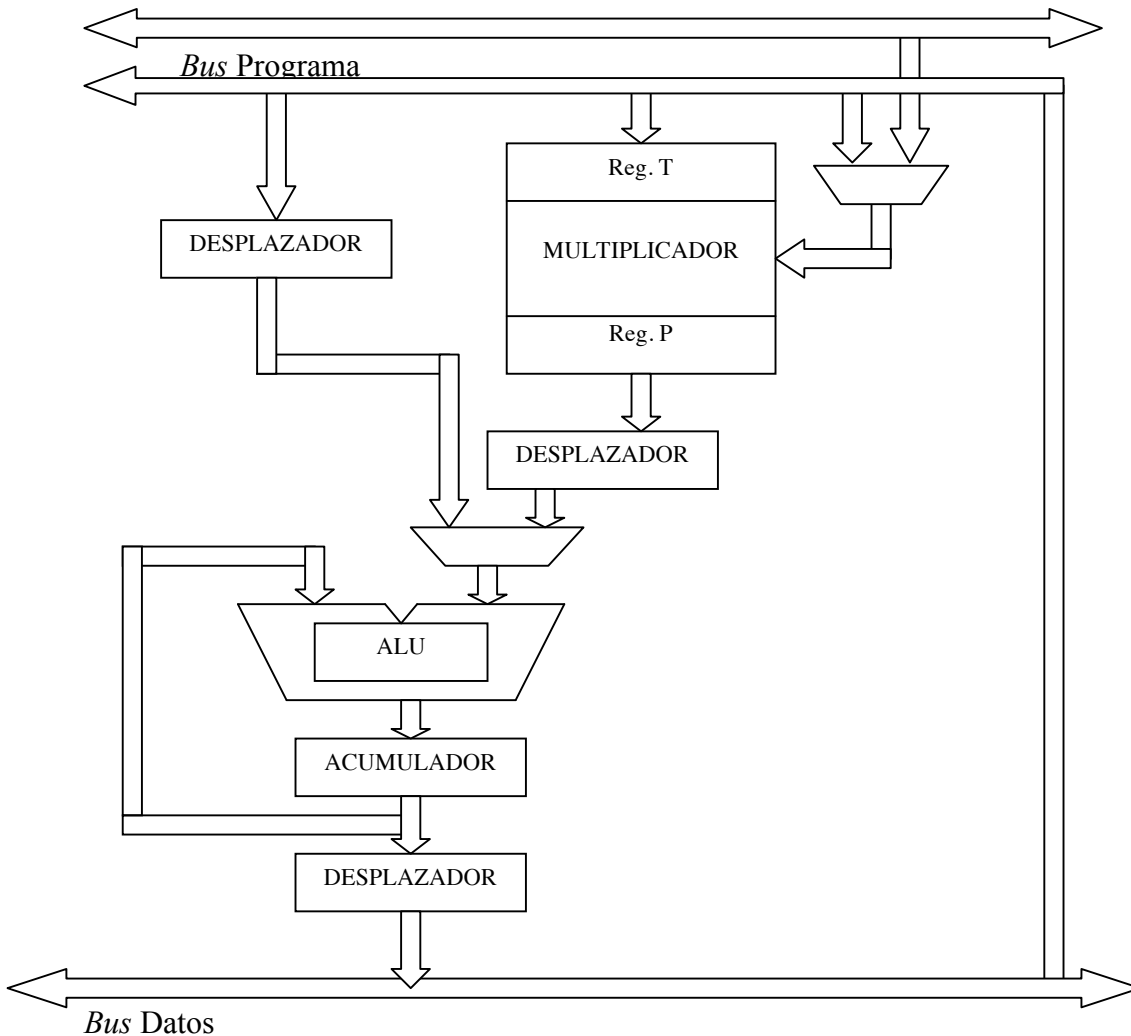 Bus Programa
Reg. T
DESPLAZADOR
MULTIPLICADOR
Reg. P
DESPLAZADOR
ALU
ACUMULADOR
DESPLAZADOR
Bus Datos